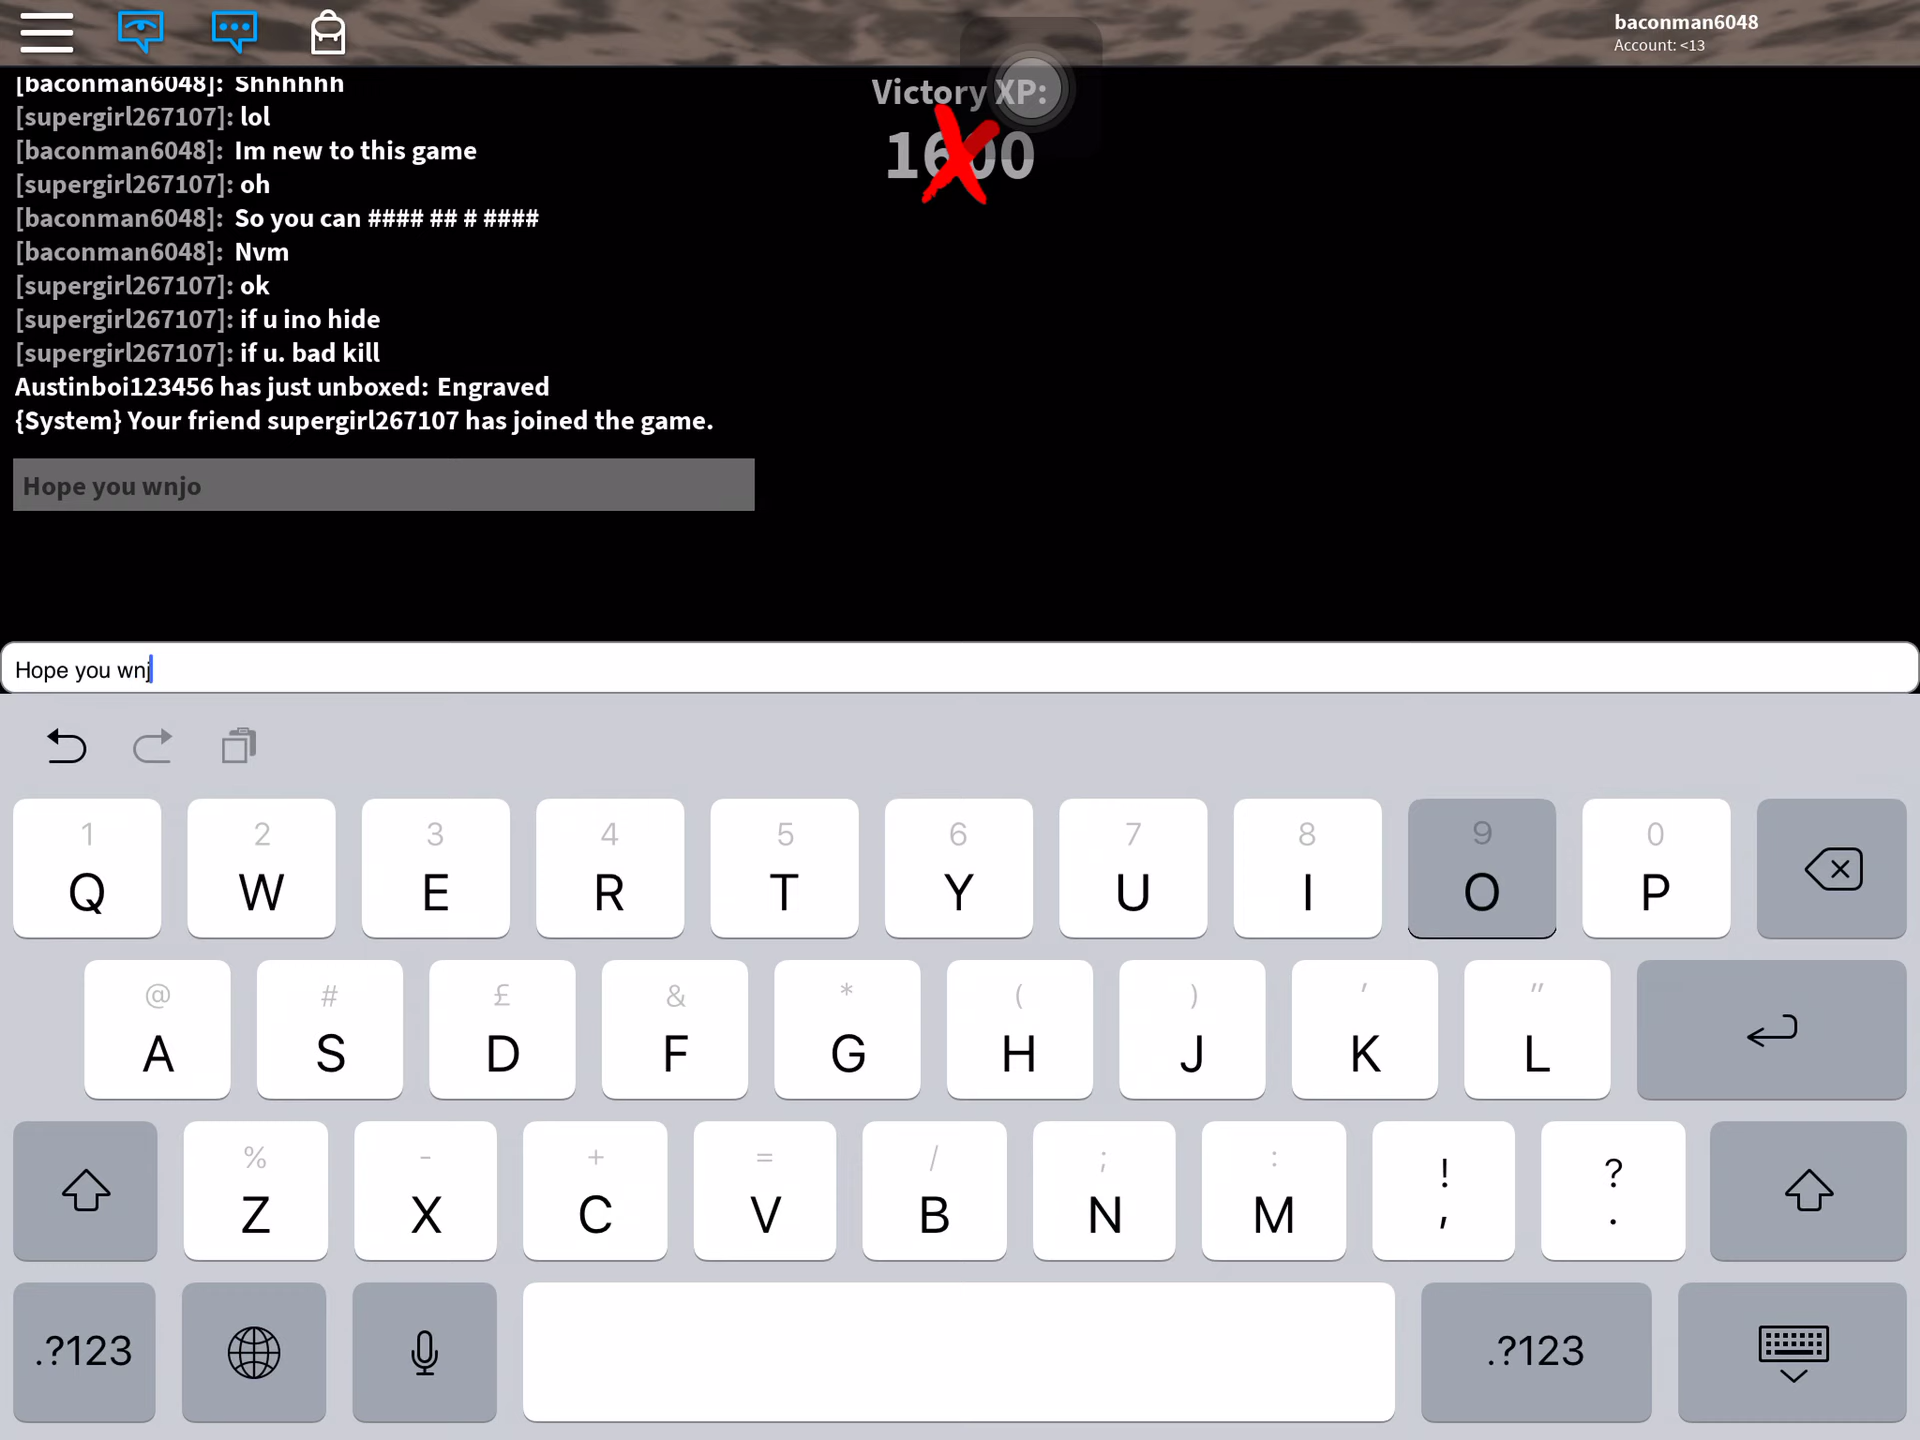 baconman6048
Account: <13
[baconman6048]: Shhhhhh
[supergirl267107]: lol
[baconman6048]: Im new to this game
[supergirl267107]: oh
[baconman6048]: So you can #### ## # ####
[baconman6048]: Nvm
[supergirl267107]: ok
[supergirl267107]: if u ino hide
[supergirl267107]: if u. bad kill
Austinboi123456 has just unboxed: Engraved
{System} Your friend supergirl267107 has joined the game.
Victory XP:
1600
Hope you wnjo
Hope you wnj
1 2 3 4 5 6 7 8 9 0
Q W E R T Y U I O P
@ # £ & * ( ) ' "
A S D F G H J K L
% - + = / ; : ! ?
Z X C V B N M , .
.?123 .?123